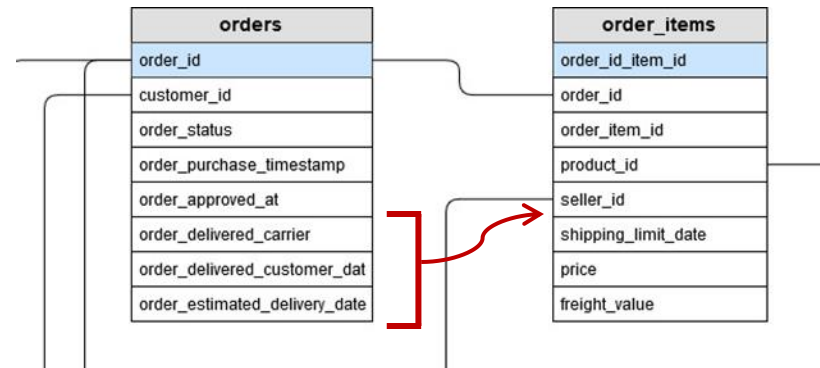 orders
order_id
customer_id
order_status
order_purchase_timestamp
order_approved_at
order_delivered_carrier
order_delivered_customer_dat
order_estimated_delivery_date
order_items
order_id_item_id
order_id
order_item_id
product_id
seller_id
shipping_limit_date
price
freight_value